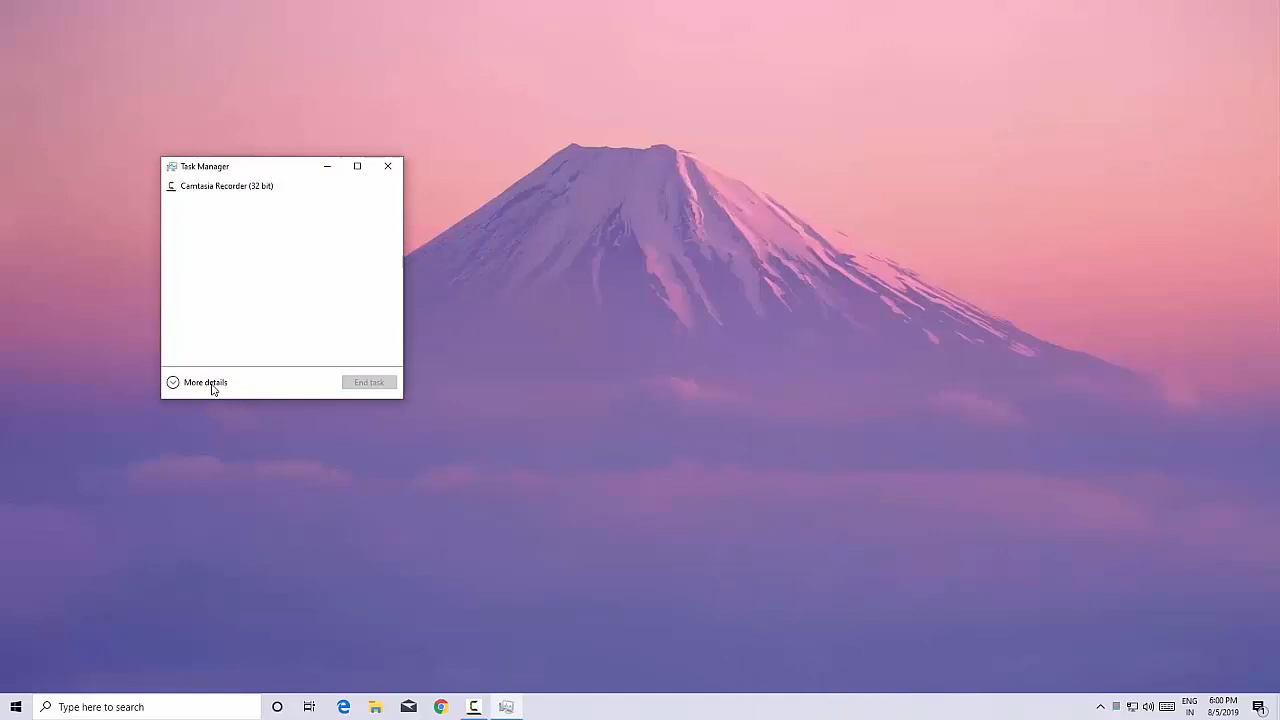 Task Manager
Camtasia Recorder (32 bit)
More details
End task
Type here to search
ENG
IN
6:00 PM
8/5/2019
1